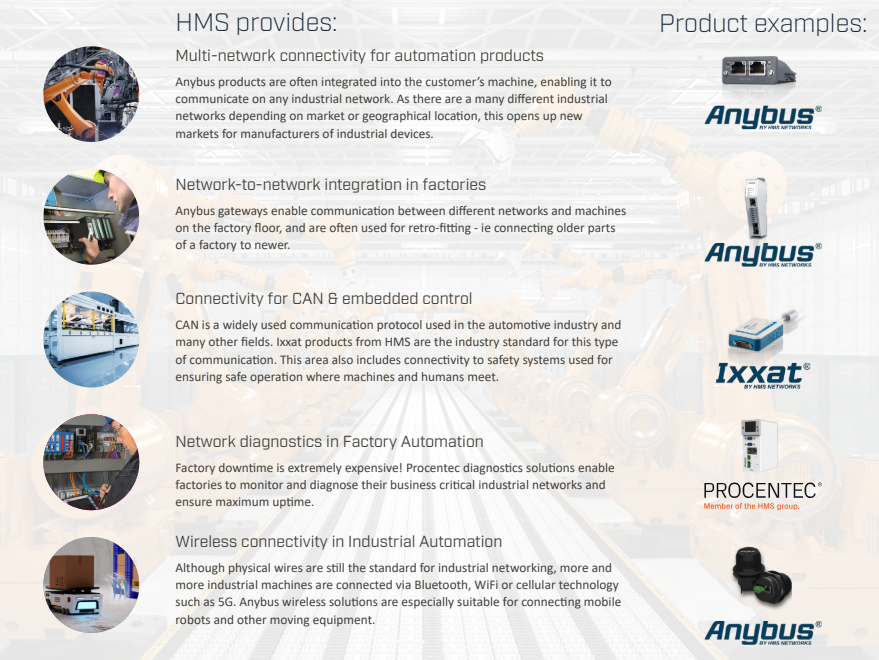 HMS provides:
Product examples:
Multi-network connectivity for automation products
Anybus products are often integrated into the customer's machine, enabling it to
communicate on any industrial network. As there are a many different industrial
networks depending on market or geographical location, this opens up new
markets for manufacturers of industrial devices.
Anybus®
BY HMS NETWORKS
Network-to-network integration in factories
Anybus gateways enable communication between different networks and machines
on the factory floor, and are often used for retro-fitting - ie connecting older parts
of a factory to newer.
Anybus®
BY HMS NETWORKS
Connectivity for CAN & embedded control
CAN is a widely used communication protocol used in the automotive industry and
many other fields. Ixxat products from HMS are the industry standard for this type
of communication. This area also includes connectivity to safety systems used for
ensuring safe operation where machines and humans meet.
Ixxat®
BY HMS NETWORKS
Network diagnostics in Factory Automation
Factory downtime is extremely expensive! Procentec diagnostics solutions enable
factories to monitor and diagnose their business critical industrial networks and
ensure maximum uptime.
PROCENTEC®
Member of the HMS group.
Wireless connectivity in Industrial Automation
Although physical wires are still the standard for industrial networking, more and
more industrial machines are connected via Bluetooth, WiFi or cellular technology
such as 5G. Anybus wireless solutions are especially suitable for connecting mobile
robots and other moving equipment.
Anybus®
BY HMS NETWORKS